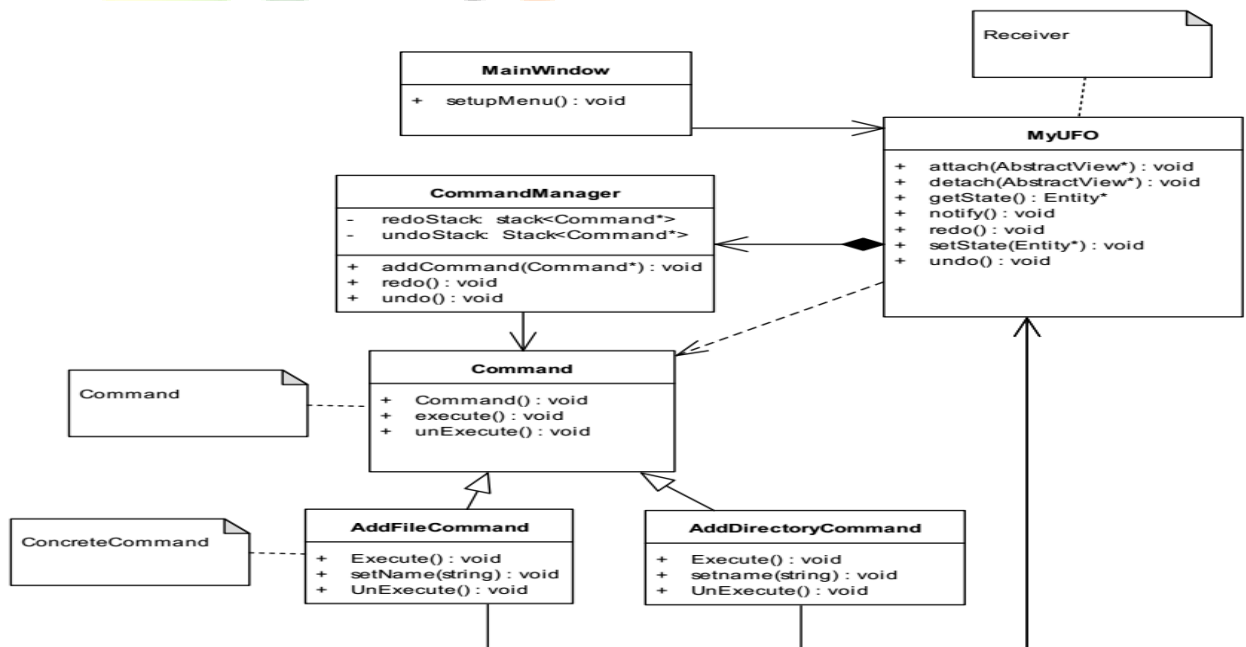 Receiver
MainWindow
+ setupMenu() : void
MyUFO
+ attach(AbstractView*) : void
+ detach(AbstractView*) : void
+ getState() : Entity*
+ notify() : void
+ redo() : void
+ setState(Entity*) : void
+ undo() : void
CommandManager
- redoStack: stack<Command*>
- undoStack: Stack<Command*>
+ addCommand(Command*) : void
+ redo() : void
+ undo() : void
Command
Command
+ Command() : void
+ execute() : void
+ unExecute() : void
ConcreteCommand
AddFileCommand
+ Execute() : void
+ setName(string) : void
+ UnExecute() : void
AddDirectoryCommand
+ Execute() : void
+ setname(string) : void
+ UnExecute() : void